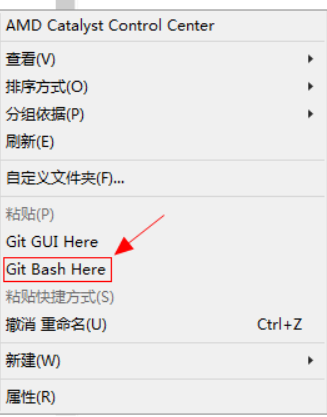 AMD Catalyst Control Center
查看(V)
排序方式(O)
分组依据(P)
刷新(E)
自定义文件夹(F)...
粘贴(P)
Git GUI Here
Git Bash Here
粘贴快捷方式(S)
撤消 重命名(U) Ctrl+Z
新建(W)
属性(R)